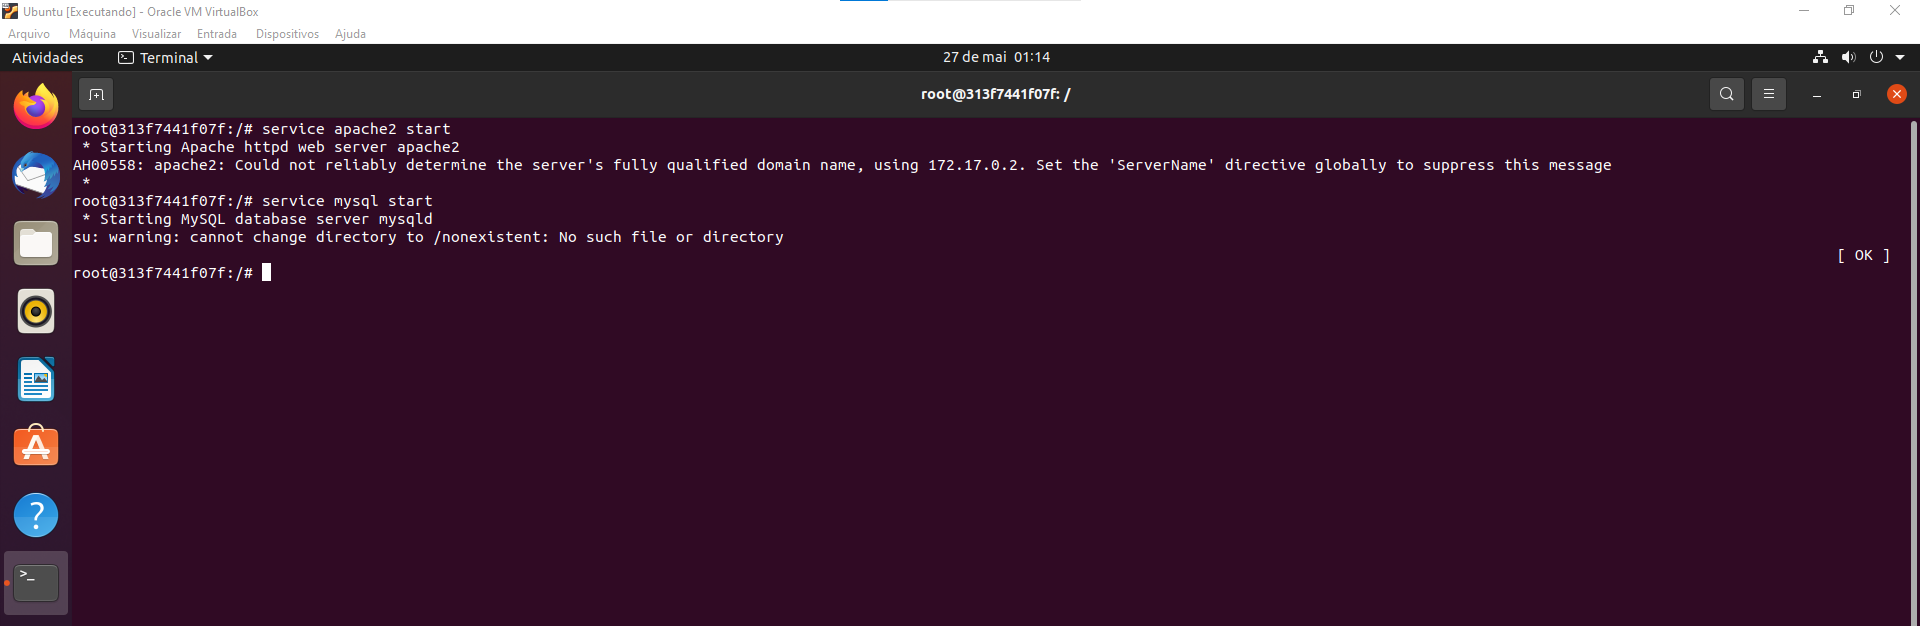 Ubuntu [Executando] - Oracle VM VirtualBox
Arquivo Máquina Visualizar Entrada Dispositivos Ajuda
Atividades Terminal 27 de mai 01:14
root@313f7441f07f: /
root@313f7441f07f:/# service apache2 start
* Starting Apache httpd web server apache2
AH00558: apache2: Could not reliably determine the server's fully qualified domain name, using 172.17.0.2. Set the 'ServerName' directive globally to suppress this message
*
root@313f7441f07f:/# service mysql start
* Starting MySQL database server mysqld
su: warning: cannot change directory to /nonexistent: No such file or directory
[ OK ]
root@313f7441f07f:/#